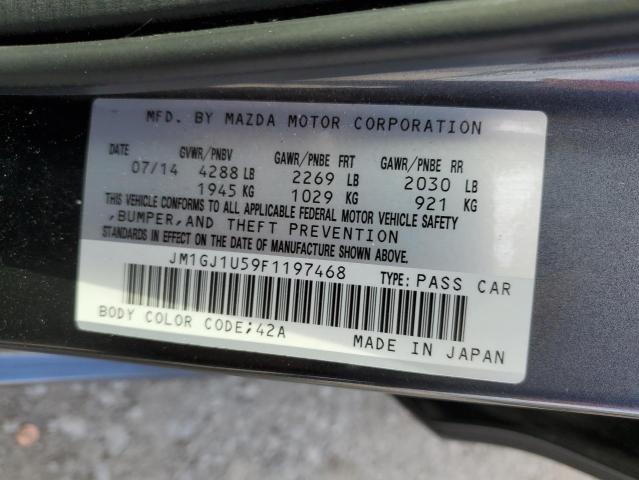 MFD. BY MAZDA MOTOR CORPORATION
DATE GVWR/PNBV GAWR/PNBE FRT GAWR/PNBE RR
07/14 4288 LB 2269 LB 2030 LB
1945 KG 1029 KG 921 KG
THIS VEHICLE CONFORMS TO ALL APPLICABLE FEDERAL MOTOR VEHICLE SAFETY
,BUMPER,AND THEFT PREVENTION
STANDARDS IN EFFECT ON THE DATE OF MANUFACTURE SHOWN ABOVE.
JM1GJ1U59F1197468 TYPE: PASS CAR
BODY COLOR CODE;42A MADE IN JAPAN